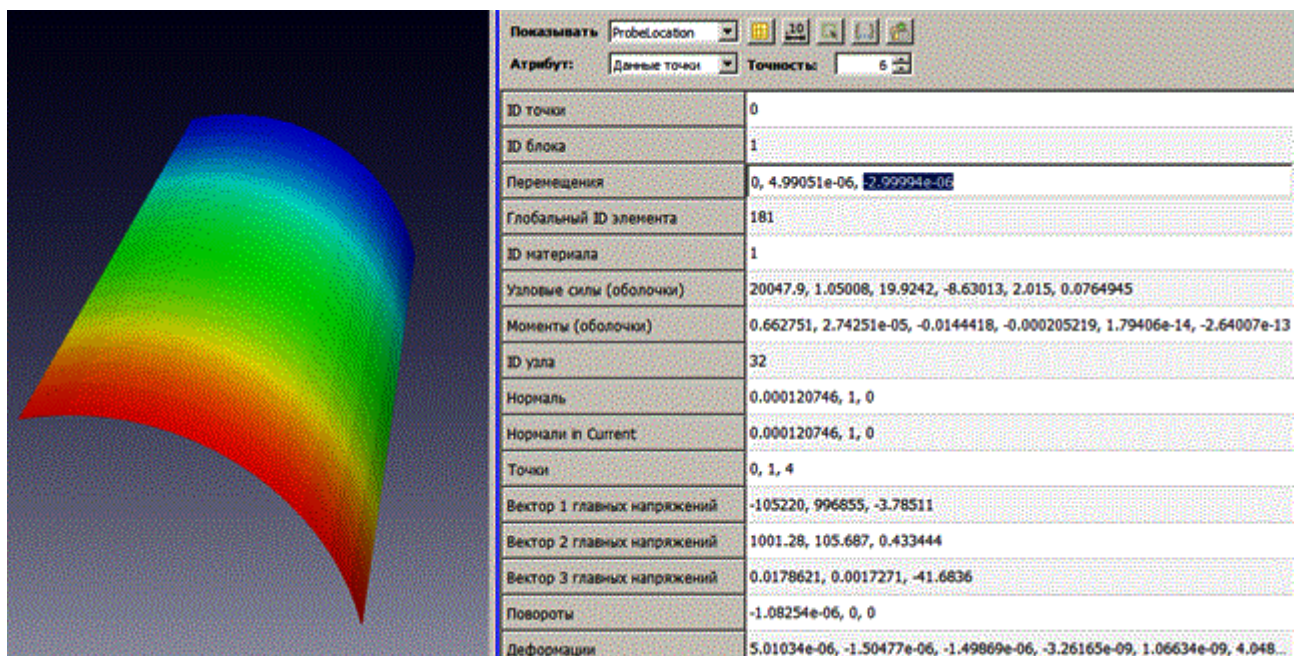 Показывать ProbeLocation
Атрибут: Данные точки Точность: 6
ID точки 0
ID блока 1
Перемещения 0, 4.99051e-06, -2.99994e-06
Глобальный ID элемента 181
ID материала 1
Узловые силы (оболочки) 20047.9, 1.05008, 19.9242, -8.63013, 2.015, 0.0764945
Моменты (оболочки) 0.662751, 2.74251e-05, -0.0144418, -0.000205219, 1.79406e-14, -2.64007e-13
ID узла 32
Нормаль 0.000120746, 1, 0
Нормали in Current 0.000120746, 1, 0
Точки 0, 1, 4
Вектор 1 главных напряжений -105220, 996855, -3.78511
Вектор 2 главных напряжений 1001.28, 105.687, 0.433444
Вектор 3 главных напряжений 0.0178621, 0.0017271, -41.6836
Повороты -1.08254e-06, 0, 0
Деформации 5.01034e-06, -1.50477e-06, -1.49869e-06, -3.26165e-09, 1.06634e-09, 4.048...